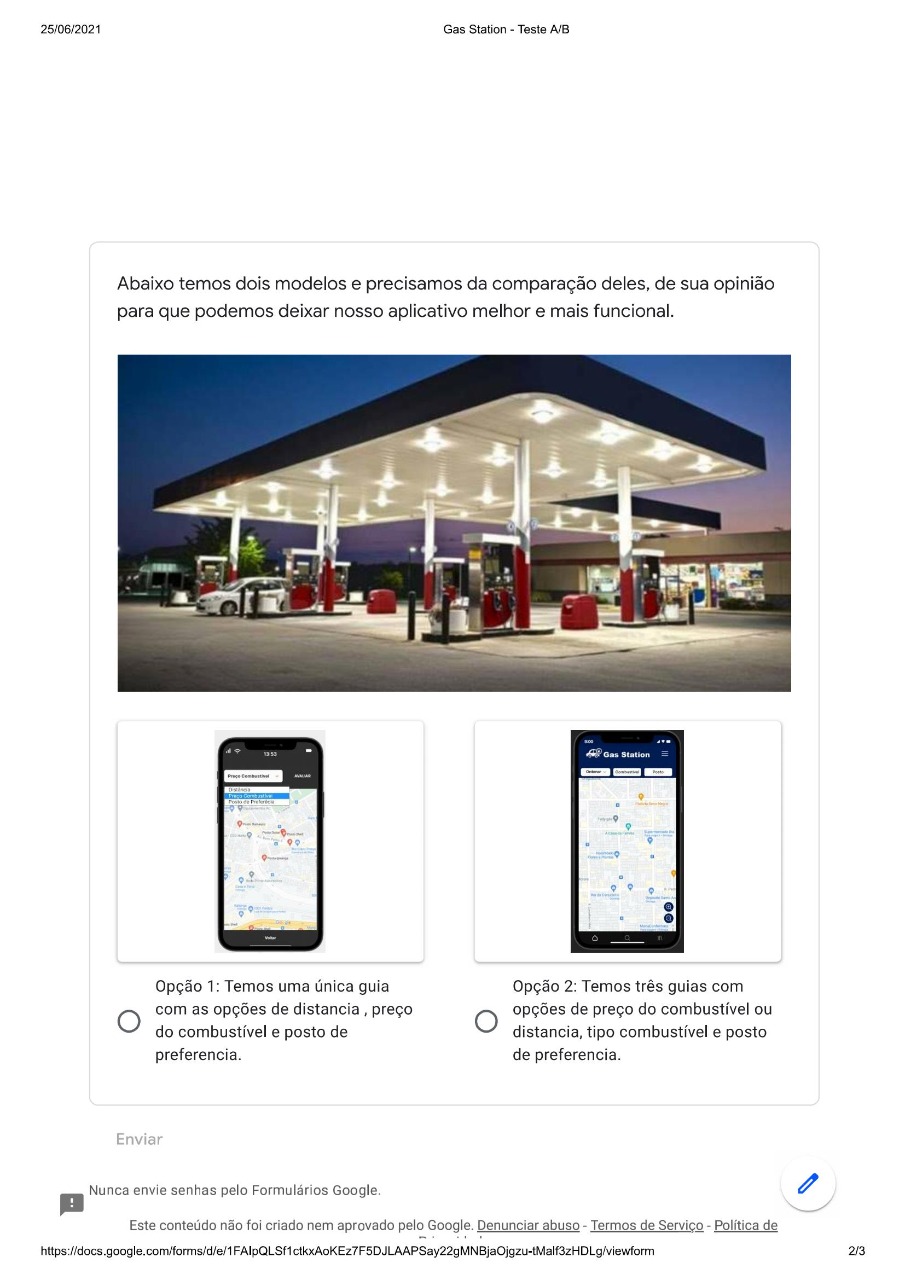 25/06/2021
Gas Station - Teste A/B
Abaixo temos dois modelos e precisamos da comparação deles, de sua opinião
para que podemos deixar nosso aplicativo melhor e mais funcional.
13:53
Preço Combustível
AVALIAR
Distância
Preço Combustível
Posto de Preferência
Voltar
Gas Station
Ordenar
Combustível
Posto
Opção 1: Temos uma única guia
com as opções de distancia , preço
do combustível e posto de
preferencia.
Opção 2: Temos três guias com
opções de preço do combustível ou
distancia, tipo combustível e posto
de preferencia.
Enviar
Nunca envie senhas pelo Formulários Google.
Este conteúdo não foi criado nem aprovado pelo Google. Denunciar abuso - Termos de Serviço - Política de
https://docs.google.com/forms/d/e/1FAIpQLSf1ctkxAoKEz7F5DJLAAPSay22gMNBjaOjgzu-tMalf3zHDLg/viewform
2/3